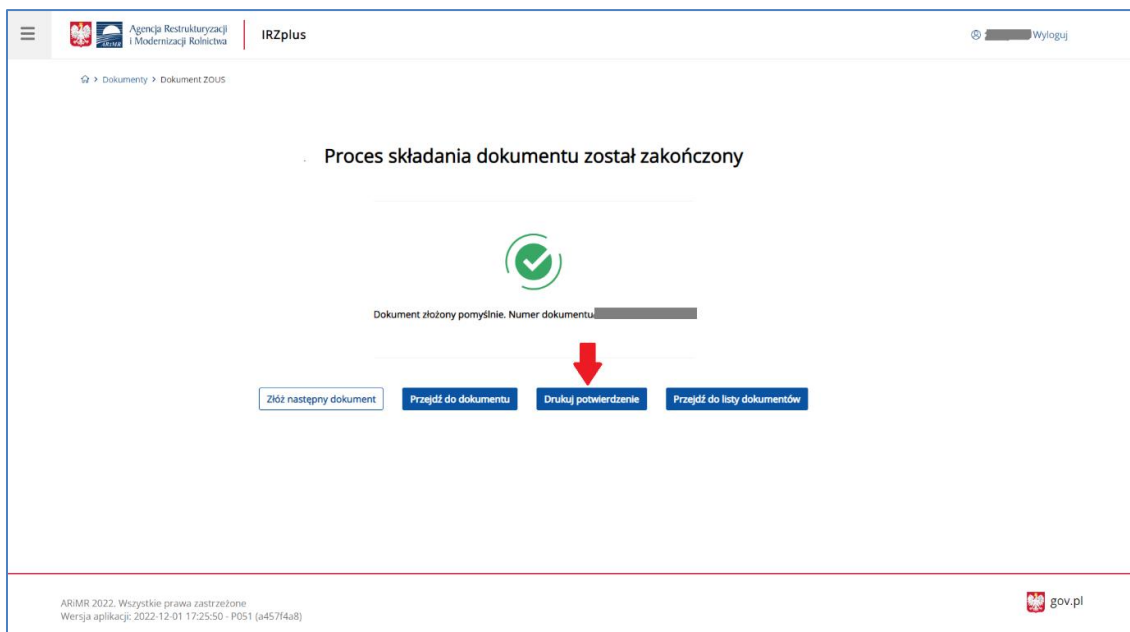 Agencja Restrukturyzacji
i Modernizacji Rolnictwa
IRZplus
Wyloguj
> Dokumenty > Dokument ZOUS
Proces składania dokumentu został zakończony
Dokument złożony pomyślnie. Numer dokumentu
Złóż następny dokument
Przejdź do dokumentu
Drukuj potwierdzenie
Przejdź do listy dokumentów
ARiMR 2022. Wszystkie prawa zastrzeżone
Wersja aplikacji: 2022-12-01 17:25:50 - P051 (a457f4a8)
gov.pl